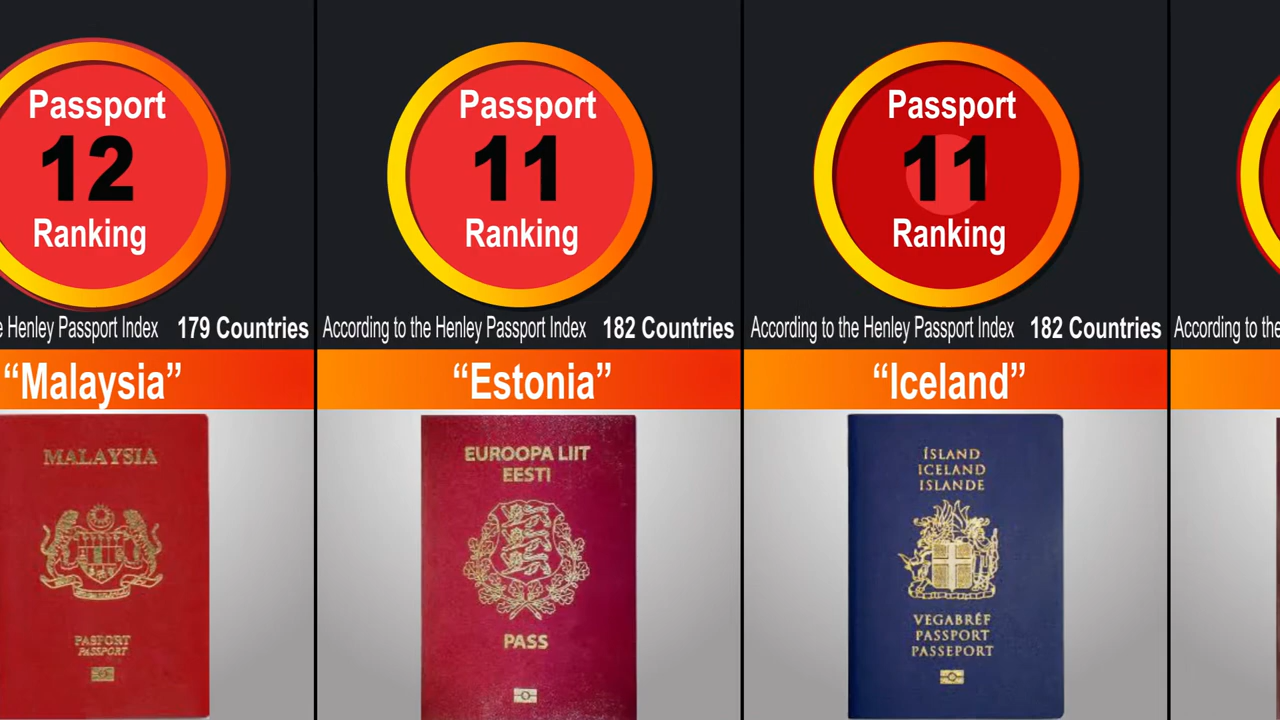 Passport
12
Ranking
e Henley Passport Index 179 Countries
“Malaysia”
MALAYSIA
PASPORT
PASSPORT
Passport
11
Ranking
According to the Henley Passport Index 182 Countries
“Estonia”
EUROOPA LIIT
EESTI
PASS
Passport
11
Ranking
According to the Henley Passport Index 182 Countries
“Iceland”
ÍSLAND
ICELAND
ISLANDE
VEGABRÉF
PASSPORT
PASSEPORT
According to the